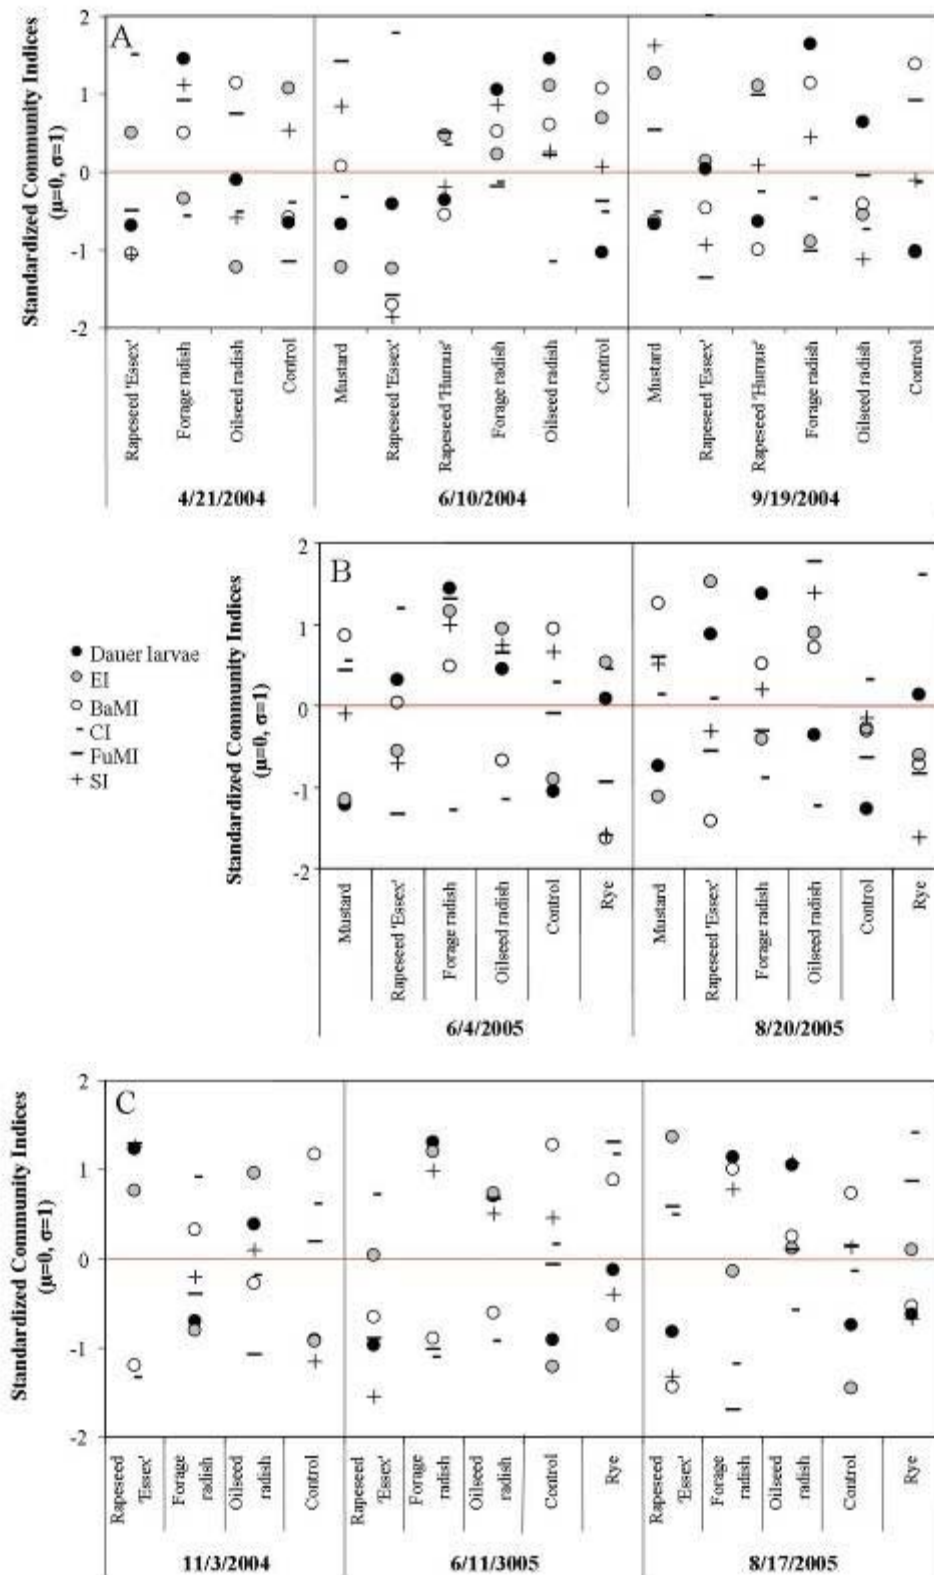 A
Standardized Community Indices
(μ=0, σ=1)
2
1
0
-1
-2
Rapeseed 'Essex'
Forage radish
Oilseed radish
Control
Mustard
Rapeseed 'Essex'
Rapeseed 'Humus'
Forage radish
Oilseed radish
Control
Mustard
Rapeseed 'Essex'
Rapeseed 'Humus'
Forage radish
Oilseed radish
Control
4/21/2004
6/10/2004
9/19/2004
B
Dauer larvae
EI
BaMI
CI
FuMI
SI
Standardized Community Indices
(μ=0, σ=1)
2
1
0
-1
-2
Mustard
Rapeseed 'Essex'
Forage radish
Oilseed radish
Control
Rye
Mustard
Rapeseed 'Essex'
Forage radish
Oilseed radish
Control
Rye
6/4/2005
8/20/2005
C
Standardized Community Indices
(μ=0, σ=1)
2
1
0
-1
-2
Rapeseed
'Essex'
Forage
radish
Oilseed
radish
Control
Rapeseed
'Essex'
Forage
radish
Oilseed
radish
Control
Rye
Rapeseed
'Essex'
Forage
radish
Oilseed
radish
Control
Rye
11/3/2004
6/11/3005
8/17/2005